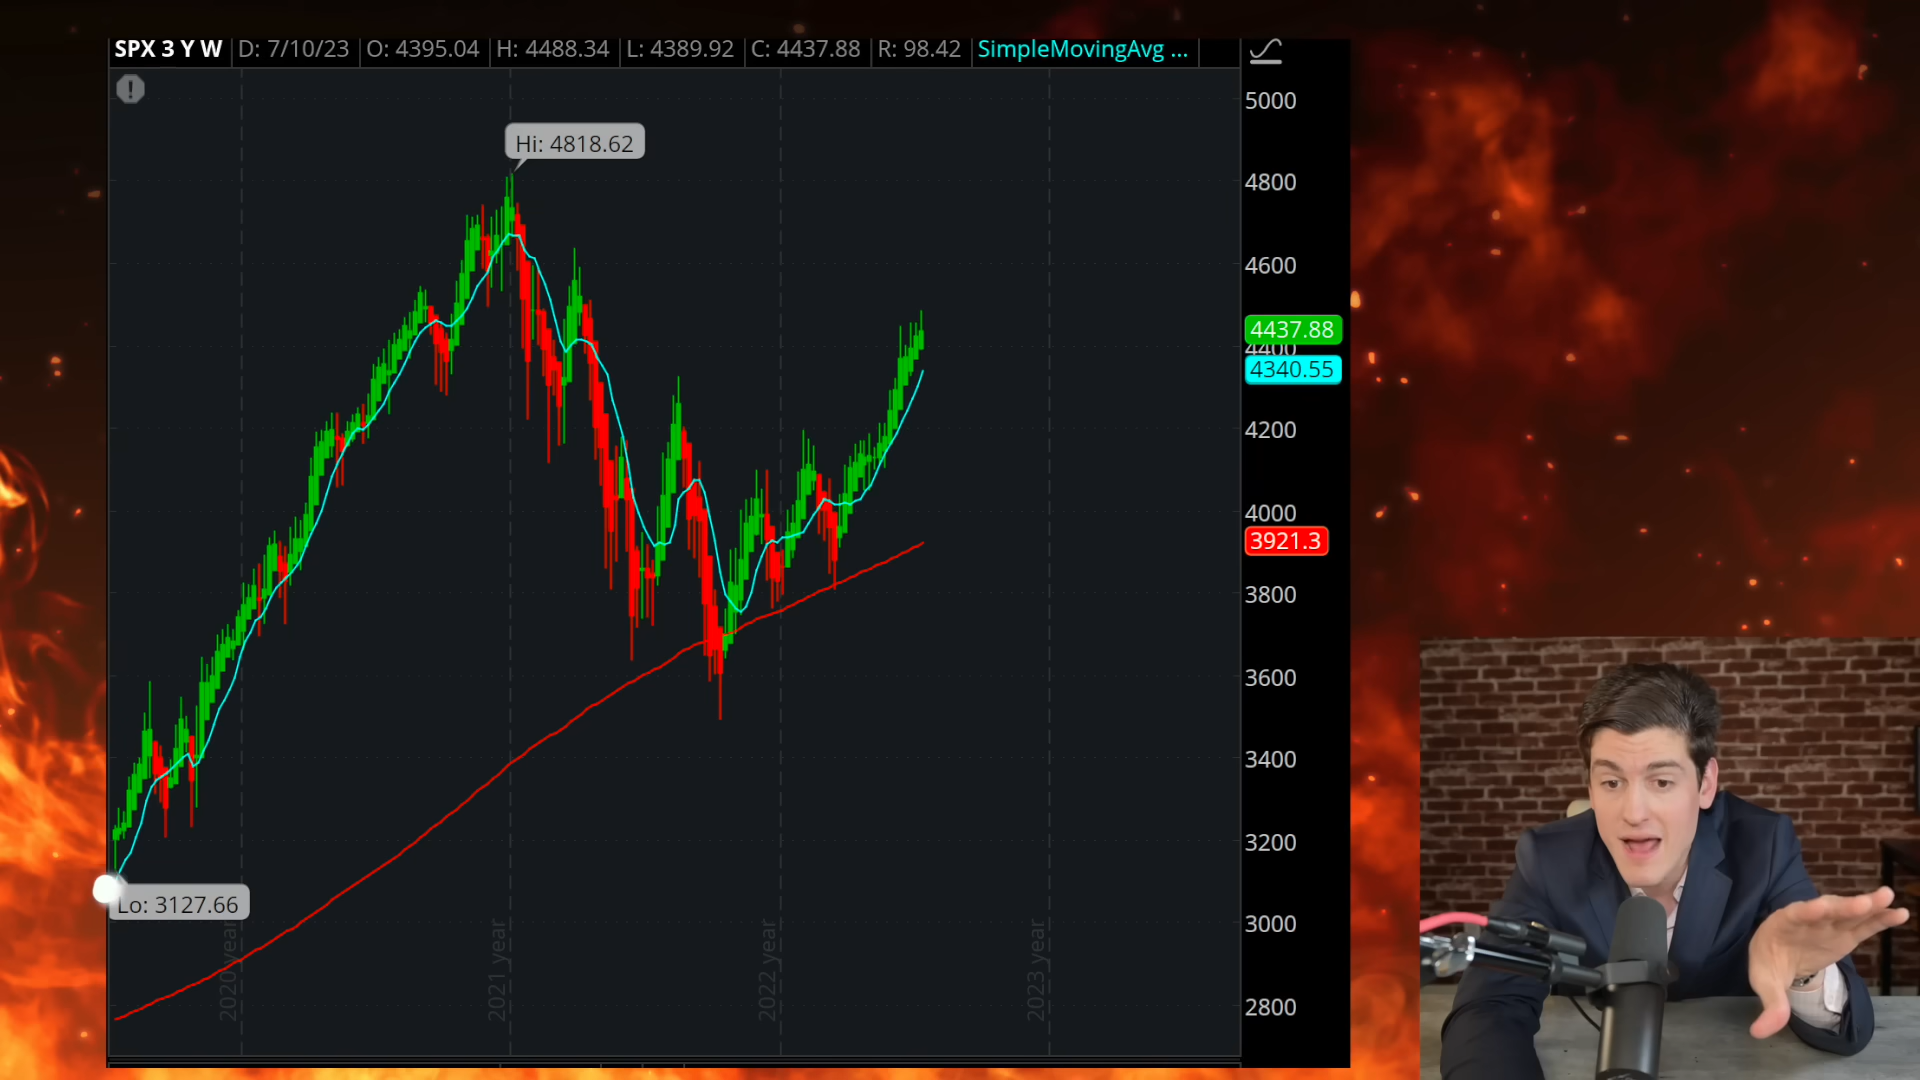 SPX 3 Y W D: 7/10/23 O: 4395.04 H: 4488.34 L: 4389.92 C: 4437.88 R: 98.42 SimpleMovingAvg ...
5000
Hi: 4818.62
4800
4600
4437.88
4400
4340.55
4200
4000
3921.3
3800
3600
3400
3200
Lo: 3127.66
3000
2020 year
2021 year
2022 year
2023 year
2800